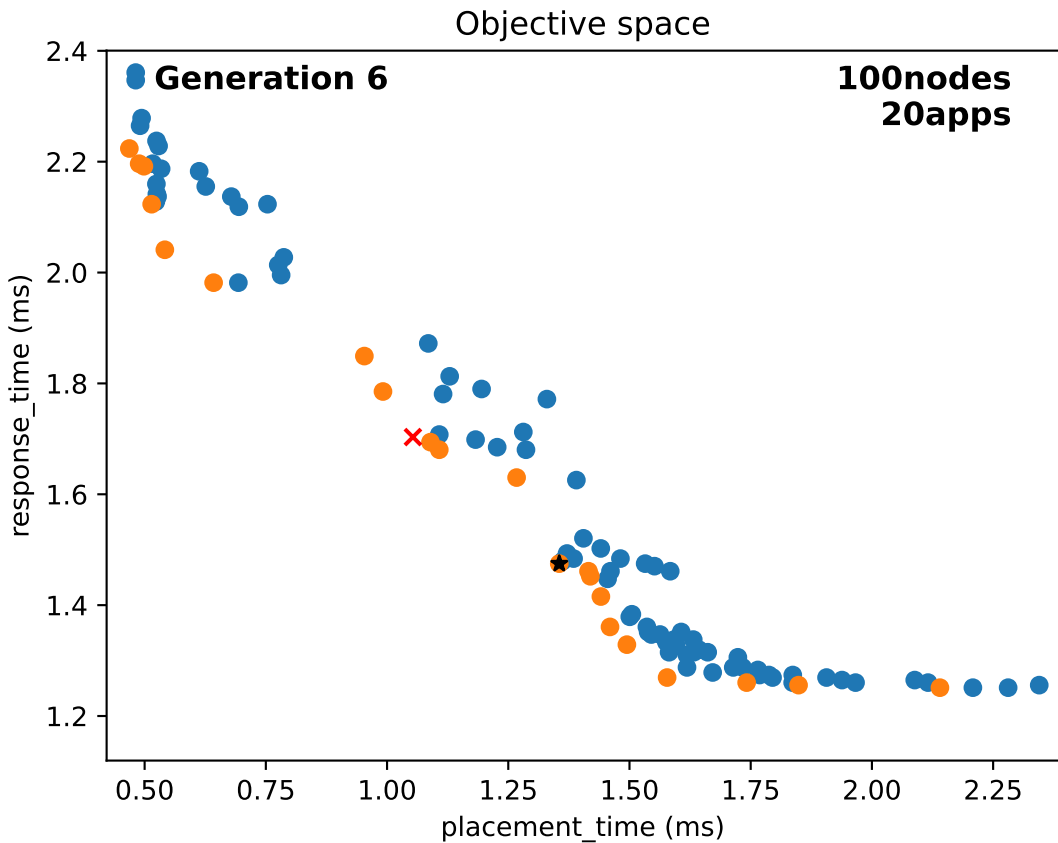 Objective space
Generation 6
100nodes
20apps
response_time (ms)
2.4
2.2
2.0
1.8
1.6
1.4
1.2
0.50 0.75 1.00 1.25 1.50 1.75 2.00 2.25
placement_time (ms)